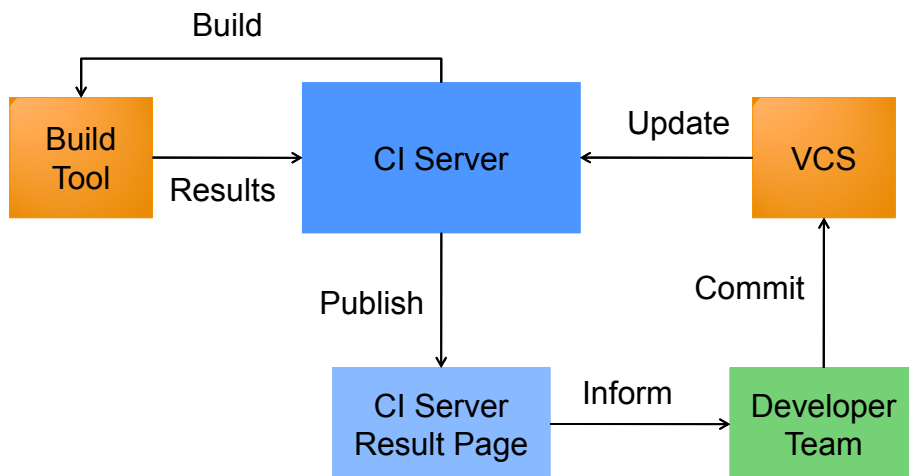 Build
Build
Tool
Results
CI Server
Update
VCS
Publish
Commit
CI Server
Result Page
Inform
Developer
Team